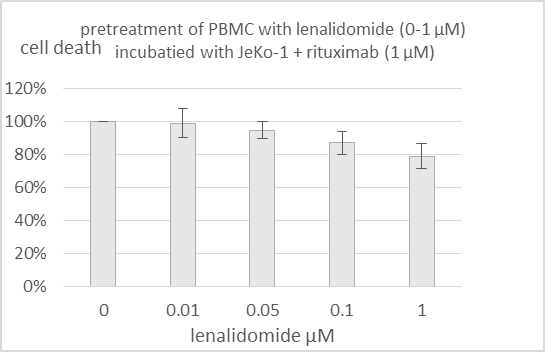 pretreatment of PBMC with lenalidomide (0-1 µM)
cell death incubatied with JeKo-1 + rituximab (1 µM)
120%
100%
80%
60%
40%
20%
0%
0 0.01 0.05 0.1 1
lenalidomide µM